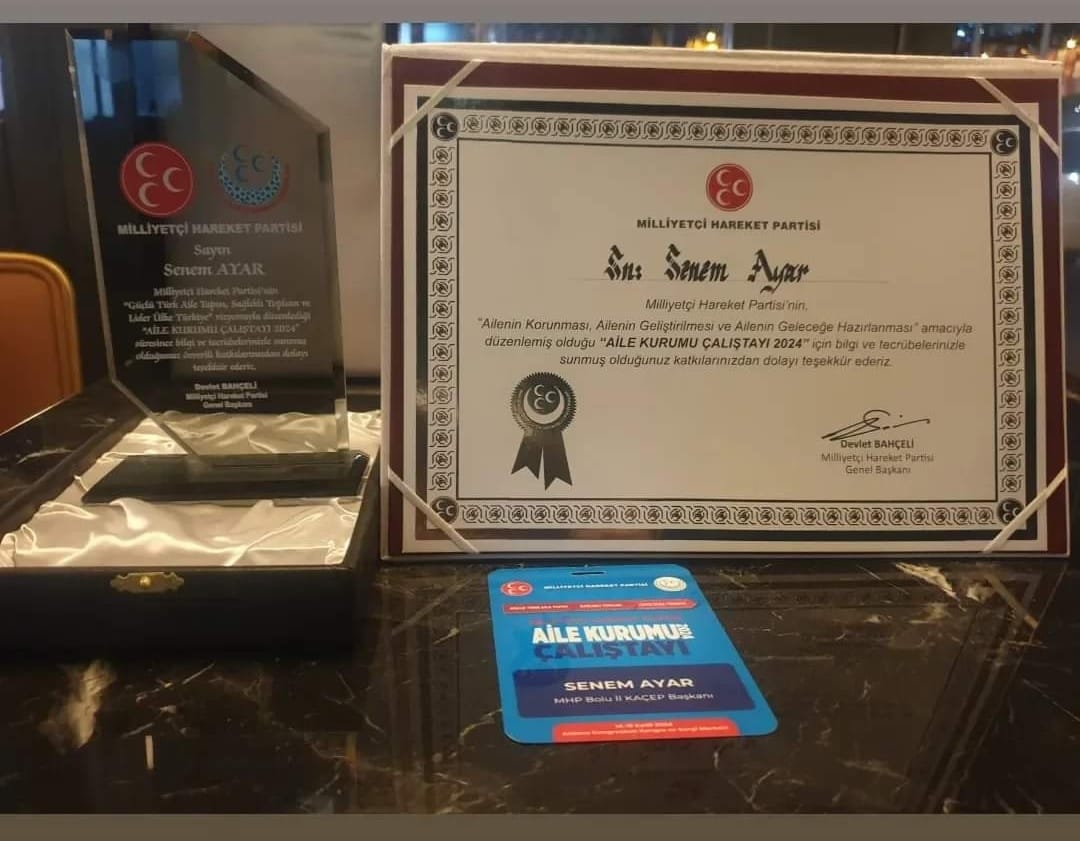 MİLLİYETÇİ HAREKET PARTİSİ
Sayın
Senem AYAR
Milliyetçi Hareket Partisi'nin
"Güçlü Türk Aile Yapısı, Sağlıklı Toplum ve
Lider Ülke Türkiye" vizyonuyla düzenlediği
"AİLE KURUMU ÇALIŞTAYI 2024"
süresince bilgi ve tecrübelerinizle sunmuş
olduğunuz önemli katkılarınızdan dolayı
teşekkür ederiz.
Devlet BAHÇELİ
Milliyetçi Hareket Partisi
Genel Başkanı
MİLLİYETÇİ HAREKET PARTİSİ
Sn: Senem Ayar
Milliyetçi Hareket Partisi'nin.
"Ailenin Korunması, Ailenin Geliştirilmesi ve Ailenin Geleceğe Hazırlanması" amacıyla
düzenlemiş olduğu "AİLE KURUMU ÇALIŞTAYI 2024" için bilgi ve tecrübelerinizle
sunmuş olduğunuz katkılarınızdan dolayı teşekkür ederiz.
Devlet BAHÇELİ
Milliyetçi Hareket Partisi
Genel Başkanı
MİLLİYETÇİ HAREKET PARTİSİ
AİLE KURUMU 2024
ÇALIŞTAYI
SENEM AYAR
MHP Bolu İl KAÇEP Başkanı